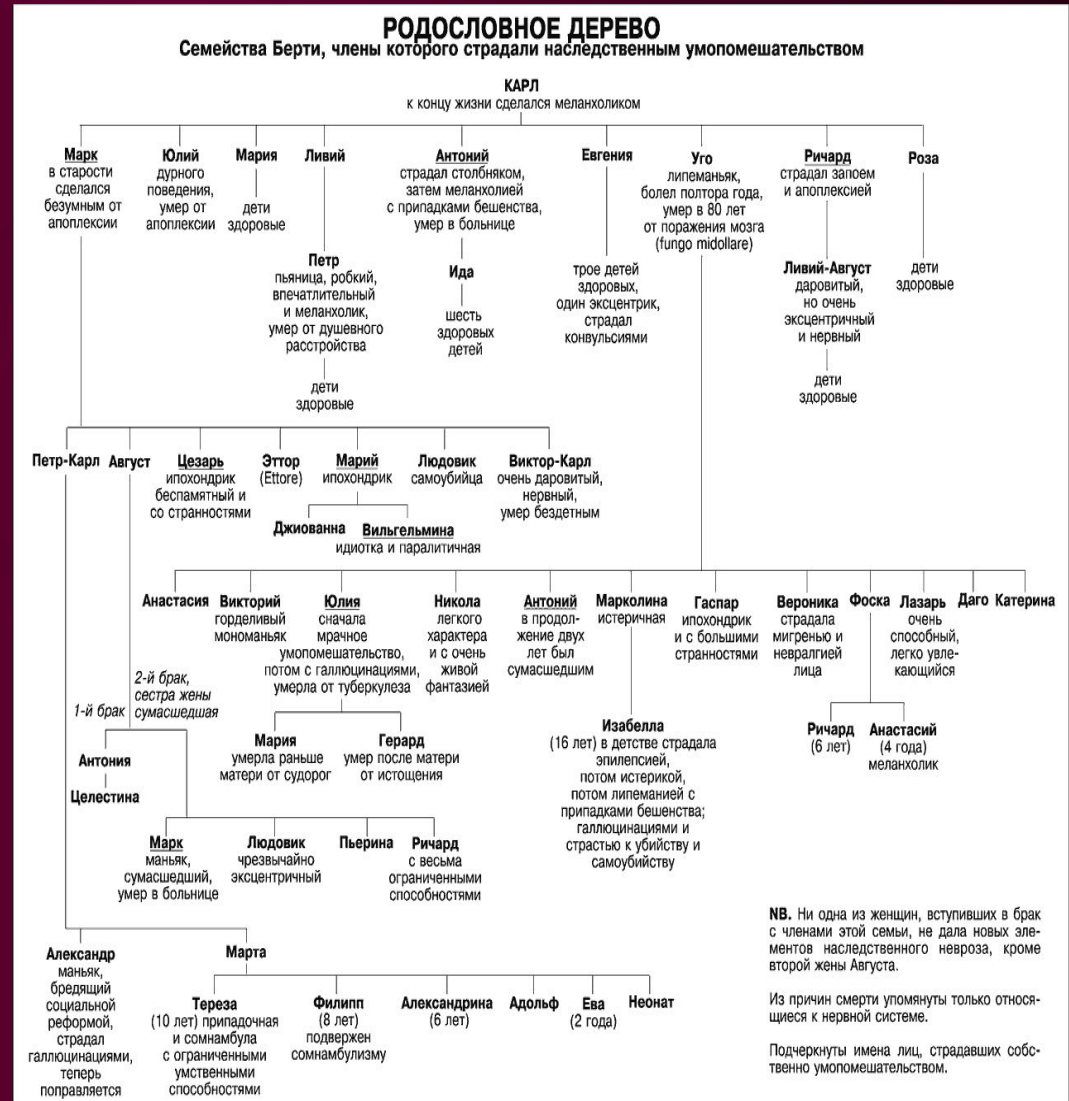 РОДОСЛОВНОЕ ДЕРЕВО
Семейства Берти, члены которого страдали наследственным умопомешательством
КАРЛ
к концу жизни сделался меланхоликом
Марк
в старости
сделался
безумным от
апоплексии
Юлий
дурного
поведения,
умер от
апоплексии
Мария
дети
здоровые
Ливий
Петр
пьяница, робкий,
впечатлительный
и меланхолик,
умер от душевного
расстройства
дети
здоровые
Антоний
страдал столбняком,
затем меланхолией
с припадками бешенства,
умер в больнице
Ида
шесть
здоровых
детей
Евгения
трое детей
здоровых,
один эксцентрик,
страдал
конвульсиями
Уго
липеманьяк,
болел полтора года,
умер в 80 лет
от поражения мозга
(fungo midollare)
Ричард
страдал запоем
и апоплексией
Ливий-Август
даровитый,
но очень
эксцентричный
и нервный
дети
здоровые
Роза
дети
здоровые
Петр-Карл
Август
Цезарь
ипохондрик
беспамятный и
со странностями
Эттор
(Ettore)
Марий
ипохондрик
Людовик
самоубийца
Виктор-Карл
очень даровитый,
нервный,
умер бездетным
Джиованна
Вильгельмина
идиотка и паралитичная
Анастасия
Викторий
горделивый
мономаньяк
Юлия
сначала
мрачное
умопомешательство,
потом с галлюцинациями,
умерла от туберкулеза
Никола
легкого
характера
и с очень
живой
фантазией
Антоний
в продол-
жение двух
лет был
сумасшедшим
Марколина
истеричная
Гаспар
ипохондрик
и с большими
странностями
Вероника
страдала
мигренью и
невралгией
лица
Фоска
Лазарь
очень
способный,
легко увле-
кающийся
Даго
Катерина
2-й брак,
сестра жены
сумасшедшая
1-й брак
Мария
умерла раньше
матери от судорог
Герард
умер после матери
от истощения
Изабелла
(16 лет) в детстве страдала
эпилепсией,
потом истерикой,
потом липеманией с
припадками бешенства;
галлюцинациями и
страстью к убийству и
самоубийству
Ричард
(6 лет)
Анастасий
(4 года)
меланхолик
Антония
Целестина
Марк
маньяк,
сумасшедший,
умер в больнице
Людовик
чрезвычайно
эксцентричный
Пьерина
Ричард
с весьма
ограниченными
способностями
Александр
маньяк,
бредящий
социальной
реформой,
страдал
галлюцинациями,
теперь
поправляется
Марта
Тереза
(10 лет) припадочная
и сомнамбула
с ограниченными
умственными
способностями
Филипп
(8 лет)
подвержен
сомнамбулизму
Александрина
(6 лет)
Адольф
Ева
(2 года)
Неонат
NB. Ни одна из женщин, вступивших в брак
с членами этой семьи, не дала новых эле-
ментов наследственного невроза, кроме
второй жены Августа.
Из причин смерти упомянуты только относя-
щиеся к нервной системе.
Подчеркнуты имена лиц, страдавших собс-
твенно умопомешательством.